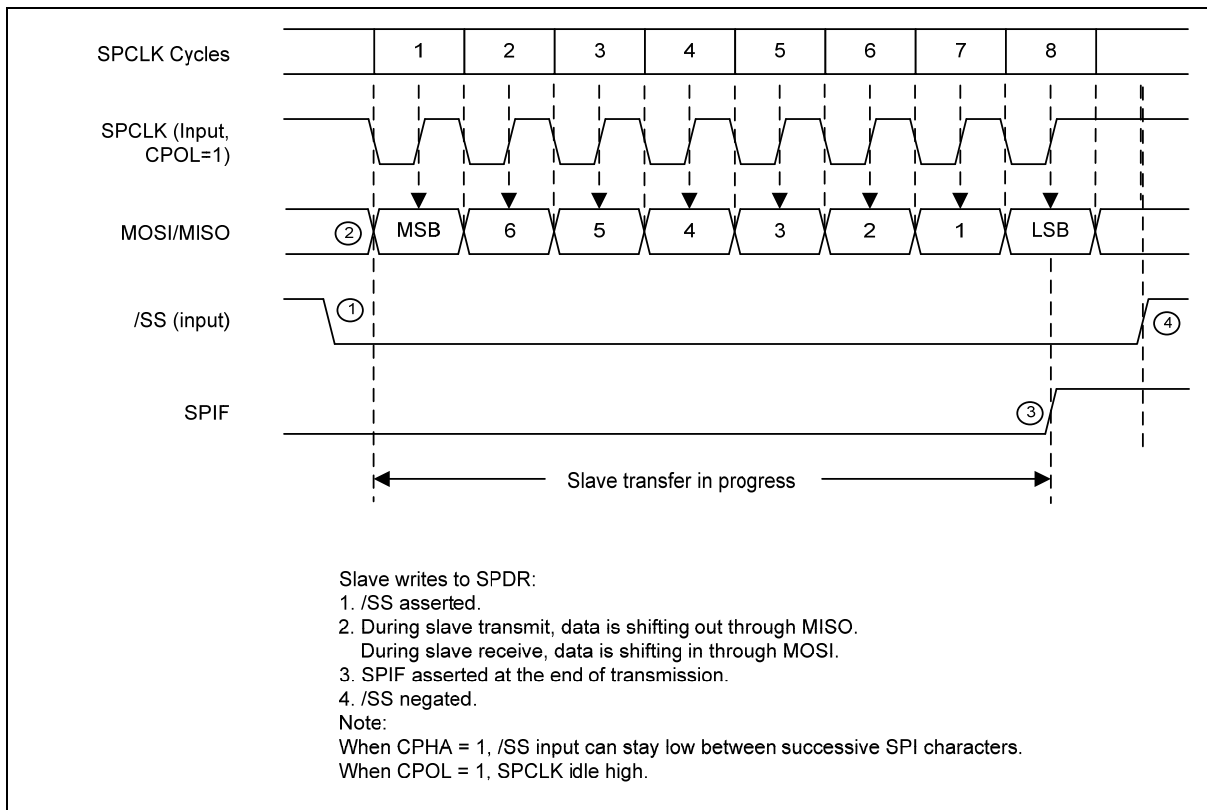 SPCLK Cycles 1 2 3 4 5 6 7 8
SPCLK (Input,
CPOL=1)
MOSI/MISO 2 MSB 6 5 4 3 2 1 LSB
/SS (input) 1 4
SPIF 3
Slave transfer in progress
Slave writes to SPDR:
1. /SS asserted.
2. During slave transmit, data is shifting out through MISO.
During slave receive, data is shifting in through MOSI.
3. SPIF asserted at the end of transmission.
4. /SS negated.
Note:
When CPHA = 1, /SS input can stay low between successive SPI characters.
When CPOL = 1, SPCLK idle high.